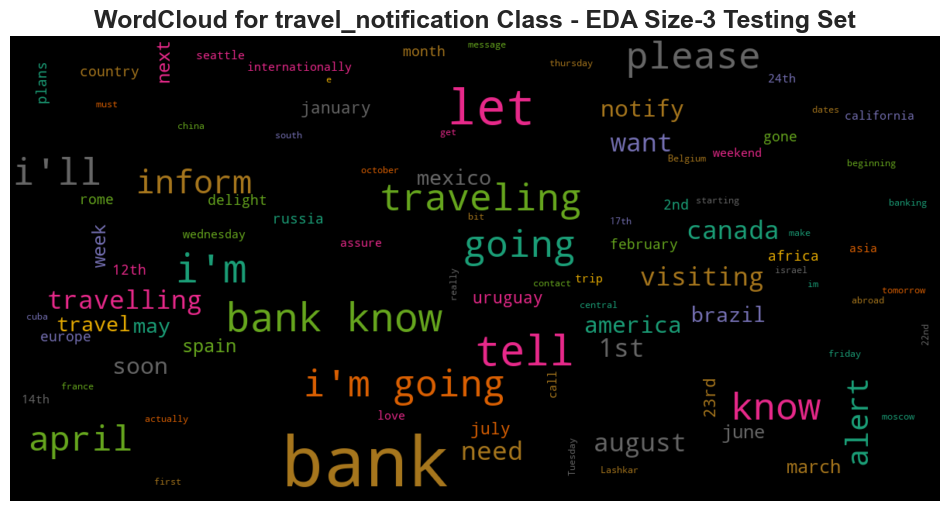 WordCloud for travel_notification Class - EDA Size-3 Testing Set
plans
country
next
seattle
internationally
e
month
message
thursday
please
24th
must
china
january
south
let
get
notify
want
Belgium
weekend
gone
dates
california
i'll
rome
inform
delight
october
mexico
traveling
bit
2nd
starting
beginning
banking
week
12th
wednesday
russia
i'm
assure
really
going
contact
trip
february
visiting
canada
africa
israel
make
im
asia
tomorrow
abroad
cuba
europe
travelling
travel
may
spain
bank know
uruguay
central
america
brazil
tell
1st
22nd
friday
soon
france
14th
i'm going
call
23rd
know
alert
moscow
april
actually
first
bank
love
july
need
Tuesday
august
Lashkar
june
march